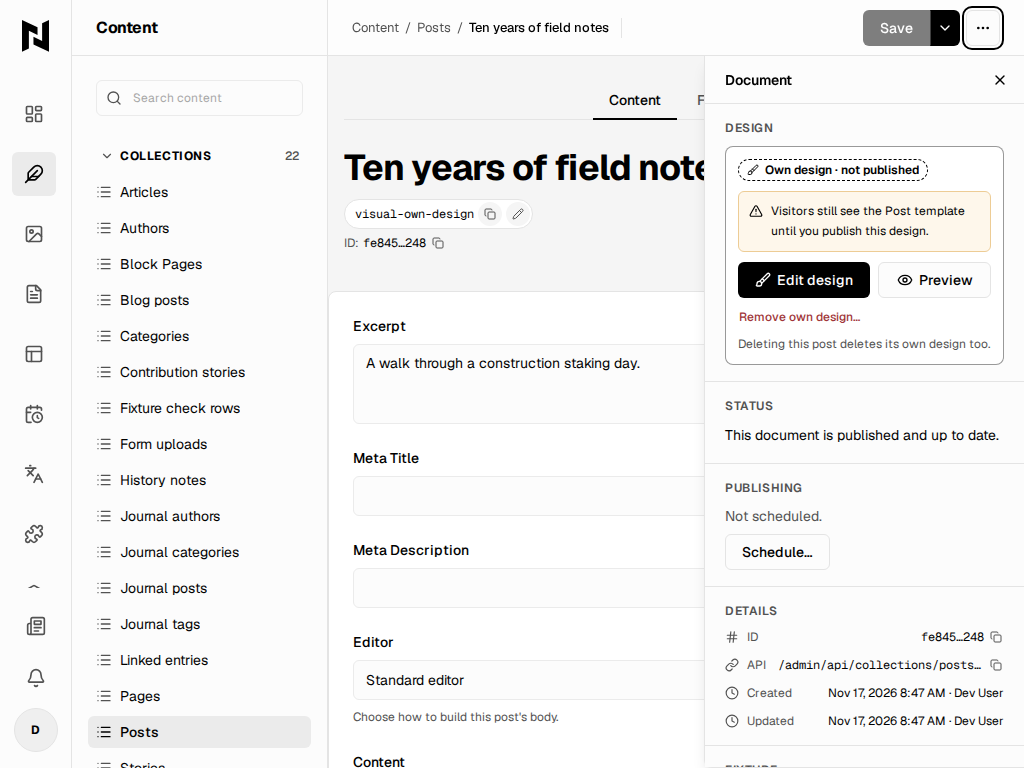 Content
Search content
COLLECTIONS 22
Articles
Authors
Block Pages
Blog posts
Categories
Contribution stories
Fixture check rows
Form uploads
History notes
Journal authors
Journal categories
Journal posts
Journal tags
Linked entries
Pages
Posts
D
Content / Posts / Ten years of field notes
Save
Content
Ten years of field note
visual-own-design
ID: fe845…248
Excerpt
A walk through a construction staking day.
Meta Title
Meta Description
Editor
Standard editor
Choose how to build this post's body.
Content
Document
DESIGN
Own design · not published
Visitors still see the Post template
until you publish this design.
Edit design
Preview
Remove own design…
Deleting this post deletes its own design too.
STATUS
This document is published and up to date.
PUBLISHING
Not scheduled.
Schedule…
DETAILS
ID fe845…248
API /admin/api/collections/posts…
Created Nov 17, 2026 8:47 AM · Dev User
Updated Nov 17, 2026 8:47 AM · Dev User